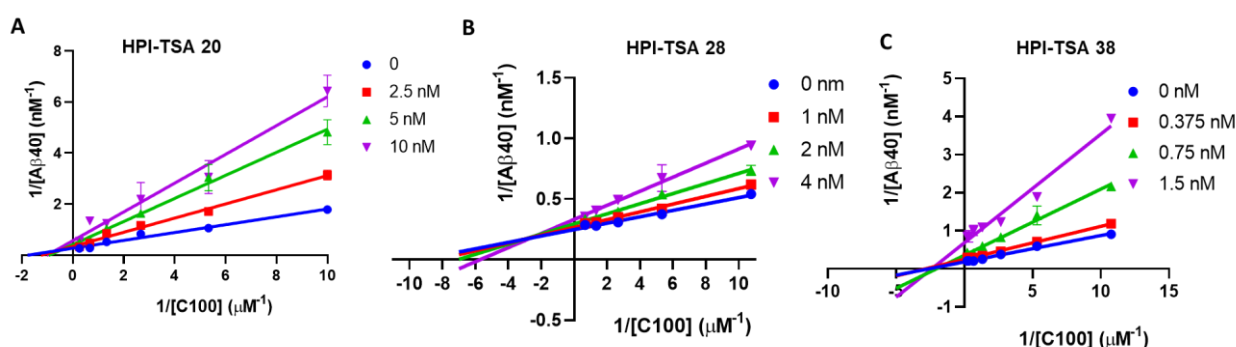 A
HPI-TSA 20
1/[Aβ40] (nM⁻¹)
8
6
4
2
-2
0
2
4
6
8
10
1/[C100] (μM⁻¹)
0
2.5 nM
5 nM
10 nM
B
HPI-TSA 28
1/[Aβ40] (nM⁻¹)
1.5
1.0
0.5
-0.5
-10
-8
-6
-4
-2
0
2
4
6
8
10
12
1/[C100] (μM⁻¹)
0 nm
1 nM
2 nM
4 nM
C
HPI-TSA 38
1/[Aβ40] (nM⁻¹)
5
4
3
2
1
-1
-10
-5
0
5
10
15
1/[C100] (μM⁻¹)
0 nM
0.375 nM
0.75 nM
1.5 nM